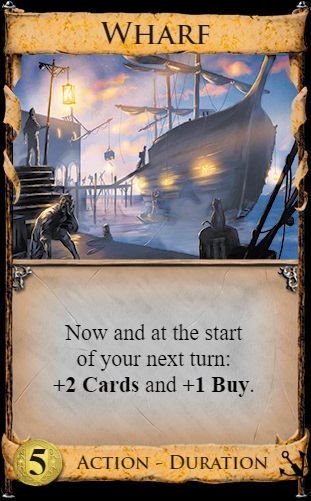 Wharf
Now and at the start
of your next turn:
+2 Cards and +1 Buy.
5
Action - Duration